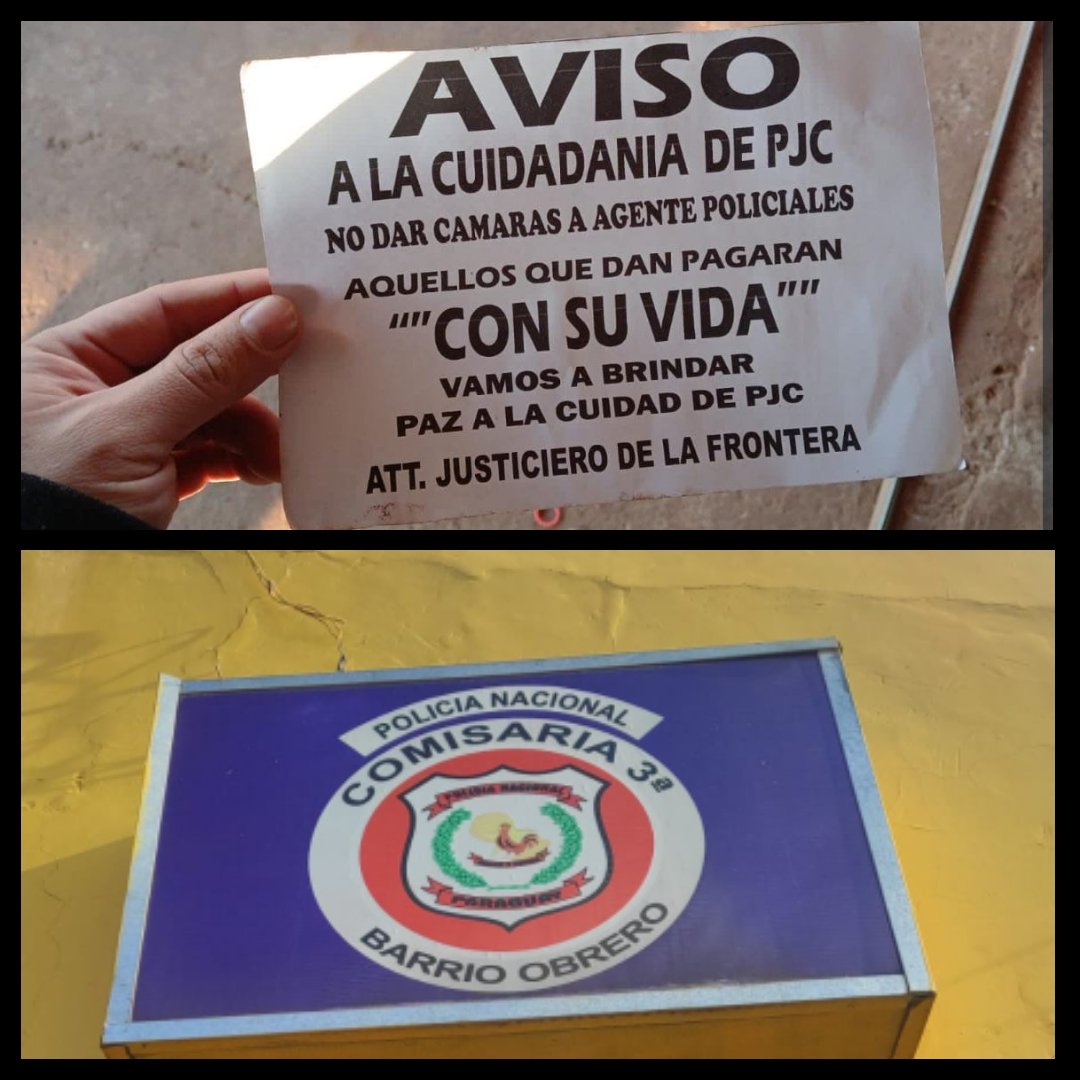 AVISO
A LA CUIDADANIA DE PJC
NO DAR CAMARAS A AGENTE POLICIALES
AQUELLOS QUE DAN PAGARAN
"""CON SU VIDA"""
VAMOS A BRINDAR
PAZ A LA CUIDAD DE PJC
ATT. JUSTICIERO DE LA FRONTERA
POLICIA NACIONAL
COMISARIA 3ª
POLICIA NACIONAL
PARAGUAY
BARRIO OBRERO